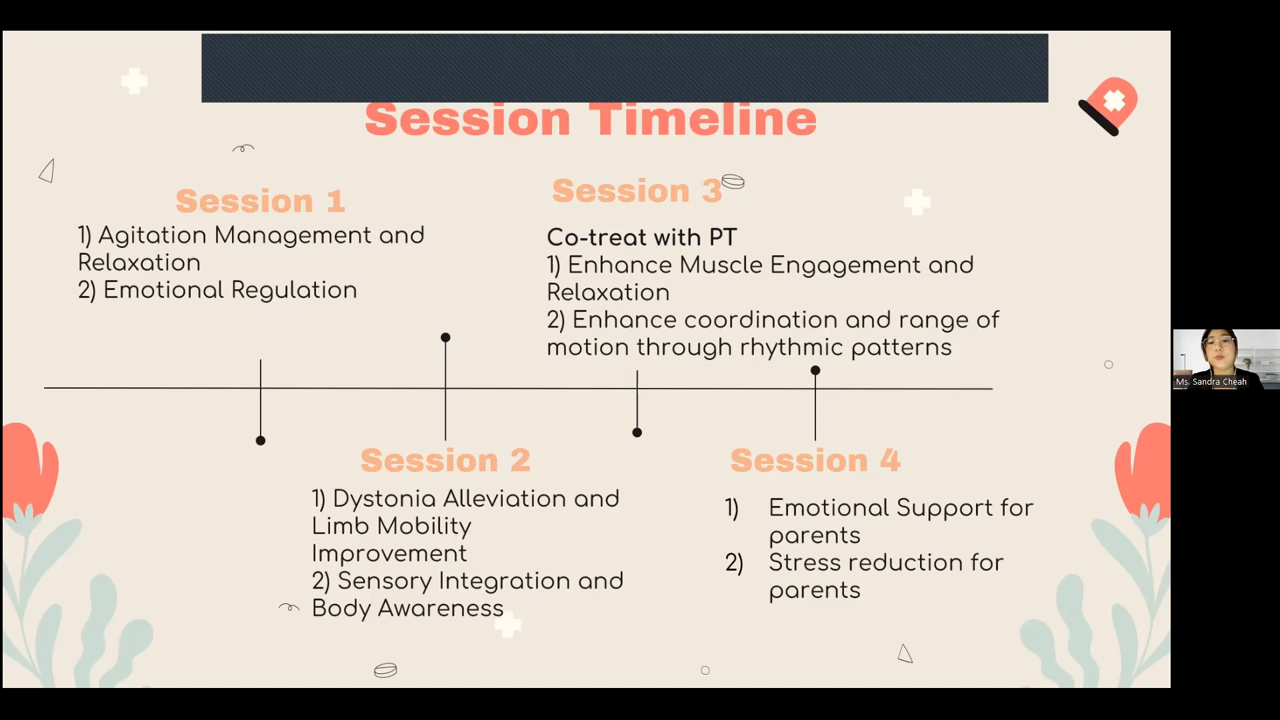 Session Timeline
Session 1
1) Agitation Management and
Relaxation
2) Emotional Regulation
Session 3
Co-treat with PT
1) Enhance Muscle Engagement and
Relaxation
2) Enhance coordination and range of
motion through rhythmic patterns
Session 2
1) Dystonia Alleviation and
Limb Mobility
Improvement
2) Sensory Integration and
Body Awareness
Session 4
1) Emotional Support for
parents
2) Stress reduction for
parents
Ms. Sandra Cheah